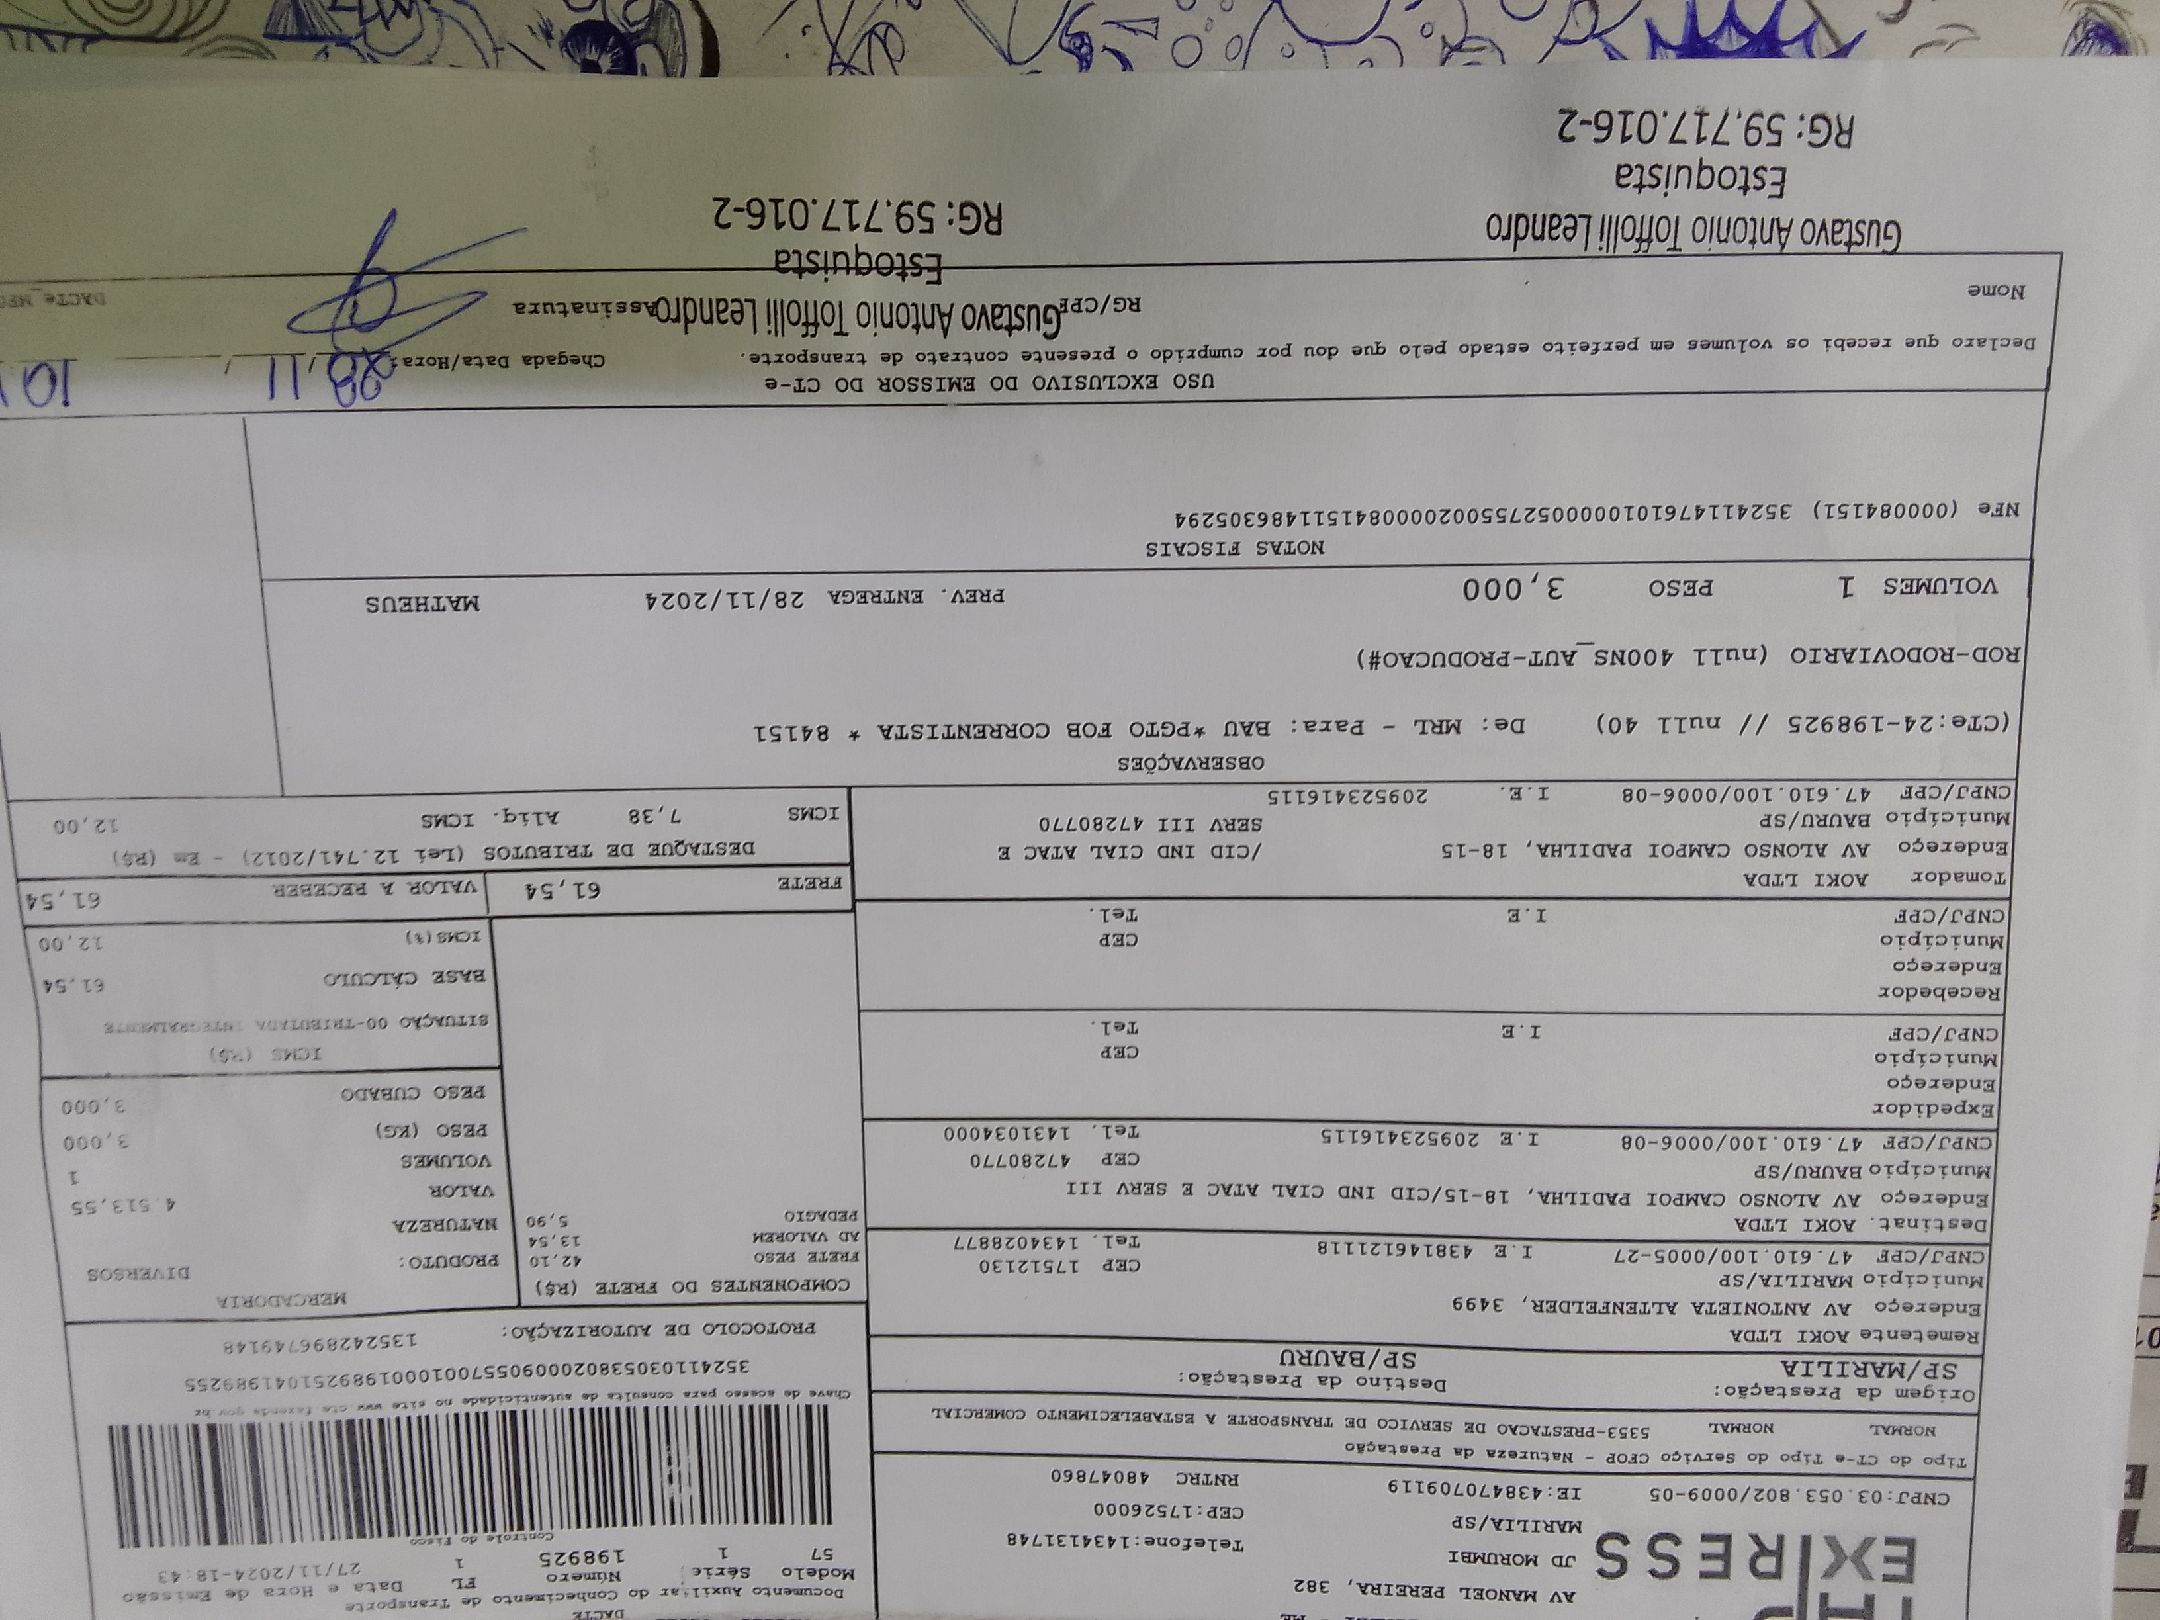 EXPRESS
AV MANOEL PEREIRA, 382
JD MORUMBI
MARILIA/SP
Telefone:1434131748
CEP:17526000
CNPJ:03.053.802/0009-05 IE:438470709119 RNTRC 48047860
DACTE
Documento Auxiliar do Conhecimento de Transporte
Modelo Série Número FL Data e Hora de Emissão
57 1 198925 1 27/11/2024-18:43
Controle do Fisco
Chave de acesso para consulta de autenticidade no site www.cte.fazenda.gov.br
35241103053802000905570010001989251041989255
PROTOCOLO DE AUTORIZAÇÃO: 135242896749148
Tipo do CT-e Tipo do Serviço CFOP - Natureza da Prestação
NORMAL NORMAL 5353-PRESTACAO DE SERVICO DE TRANSPORTE A ESTABELECIMENTO COMERCIAL
Origem da Prestação: Destino da Prestação:
SP/MARILIA SP/BAURU
Remetente AOKI LTDA
Endereço AV ANTONIETA ALTENFELDER, 3499
Município MARILIA/SP CEP 17512130
CNPJ/CPF 47.610.100/0005-27 I.E 438146121118 Tel. 1434028877
Destinat. AOKI LTDA
Endereço AV ALONSO CAMPOI PADILHA, 18-15/CID IND CIAL ATAC E SERV III
Município BAURU/SP CEP 47280770
CNPJ/CPF 47.610.100/0006-08 I.E 209523416115 Tel. 1431034000
Expedidor
Endereço
Município CEP
CNPJ/CPF I.E Tel.
Recebedor
Endereço
Município CEP
CNPJ/CPF I.E Tel.
Tomador AOKI LTDA
Endereço AV ALONSO CAMPOI PADILHA, 18-15 /CID IND CIAL ATAC E
Município BAURU/SP SERV III 47280770
CNPJ/CPF 47.610.100/0006-08 I.E. 209523416115
COMPONENTES DO FRETE (R$)
FRETE PESO 42,10
AD VALOREM 13,54
PEDAGIO 5,90
MERCADORIA
PRODUTO: DIVERSOS
NATUREZA
VALOR 4.513,55
VOLUMES 1
PESO (KG) 3,000
PESO CUBADO 3,000
ICMS (R$)
SITUAÇÃO 00-TRIBUTADA INTEGRALMENTE
BASE CÁLCULO 61,54
ICMS(%) 12,00
FRETE 61,54 VALOR A RECEBER 61,54
DESTAQUE DE TRIBUTOS (Lei 12.741/2012) - Em (R$)
ICMS 7,38 Aliq. ICMS 12,00
OBSERVAÇÕES
(CTe:24-198925 // null 40) De: MRL - Para: BAU *PGTO FOB CORRENTISTA * 84151
ROD-RODOVIARIO (null 400NS_AUT-PRODUCAO#)
VOLUMES 1 PESO 3,000 PREV. ENTREGA 28/11/2024 MATHEUS
NOTAS FISCAIS
NFe (000084151) 35241147610100000527550020000841511486305294
USO EXCLUSIVO DO EMISSOR DO CT-e
Declaro que recebi os volumes em perfeito estado pelo que dou por cumprido o presente contrato de transporte. Chegada Data/Hora: 28/11
Nome RG/CPF Gustavo Antonio Toffolli Leandro Assinatura
Estoquista
RG: 59.717.016-2
Gustavo Antonio Toffolli Leandro
Estoquista
RG: 59.717.016-2